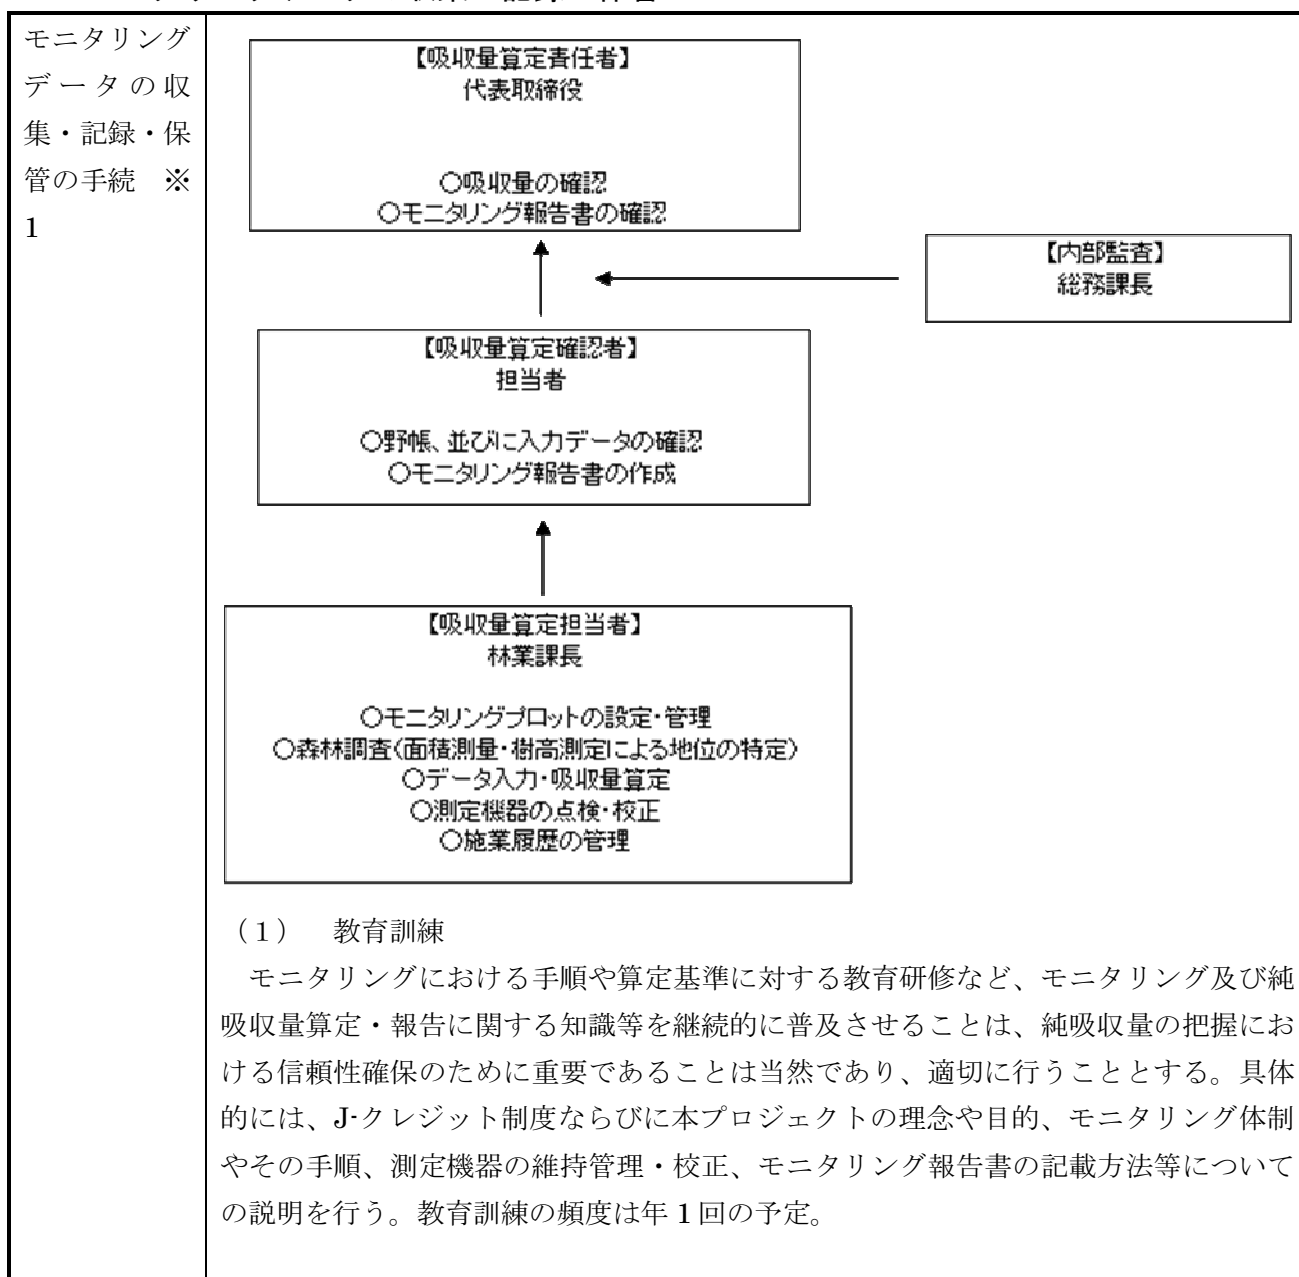 モニタリング
データの収
集・記録・保
管の手続　※
1
【吸収量算定責任者】
代表取締役
○吸収量の確認
○モニタリング報告書の確認
【内部監査】
総務課長
【吸収量算定確認者】
担当者
○野帳、並びに入力データの確認
○モニタリング報告書の作成
【吸収量算定担当者】
林業課長
○モニタリングプロットの設定・管理
○森林調査(面積測量・樹高測定による地位の特定)
○データ入力・吸収量算定
○測定機器の点検・校正
○施業履歴の管理
（１）　教育訓練
モニタリングにおける手順や算定基準に対する教育研修など、モニタリング及び純
吸収量算定・報告に関する知識等を継続的に普及させることは、純吸収量の把握にお
ける信頼性確保のために重要であることは当然であり、適切に行うこととする。具体
的には、J-クレジット制度ならびに本プロジェクトの理念や目的、モニタリング体制
やその手順、測定機器の維持管理・校正、モニタリング報告書の記載方法等について
の説明を行う。教育訓練の頻度は年 1 回の予定。